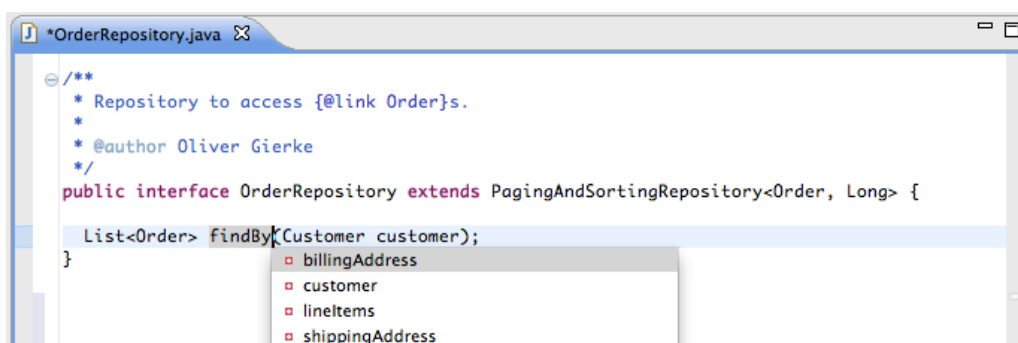 *OrderRepository.java
/**
* Repository to access {@link Order}s.
*
* @author Oliver Gierke
*/
public interface OrderRepository extends PagingAndSortingRepository<Order, Long> {
List<Order> findBy(Customer customer);
}
billingAddress
customer
lineItems
shippingAddress